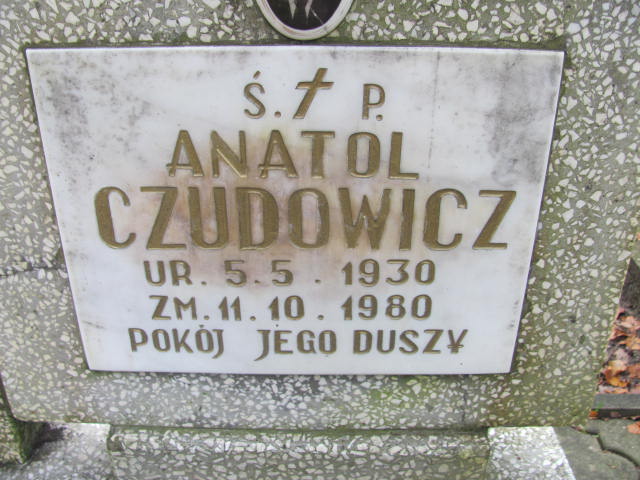 Ś. † P.
ANATOL
CZUDOWICZ
UR. 5.5. 1930
ZM. 11.10. 1980
POKÓJ JEGO DUSZY